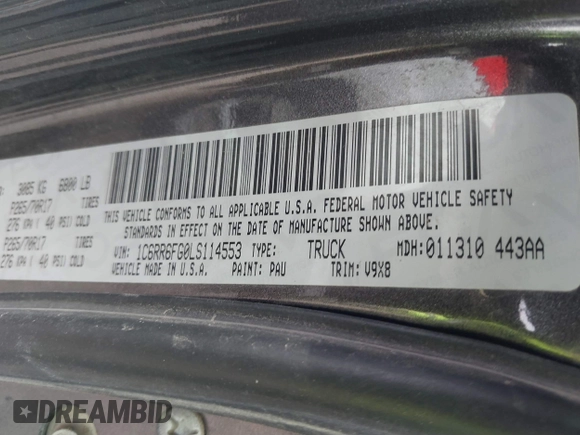 3085 KG 6800 LB
P265/70R17 TIRES
276 KPA ( 40 PSI) COLD
P265/70R17 TIRES
276 KPA ( 40 PSI) COLD
THIS VEHICLE CONFORMS TO ALL APPLICABLE U.S.A. FEDERAL MOTOR VEHICLE SAFETY
STANDARDS IN EFFECT ON THE DATE OF MANUFACTURE SHOWN ABOVE.
VIN: 1C6RR6FG0LS114553 TYPE: TRUCK MDH:011310 443AA
VEHICLE MADE IN U.S.A. PAINT: PAU TRIM: V9X8
DREAMBID